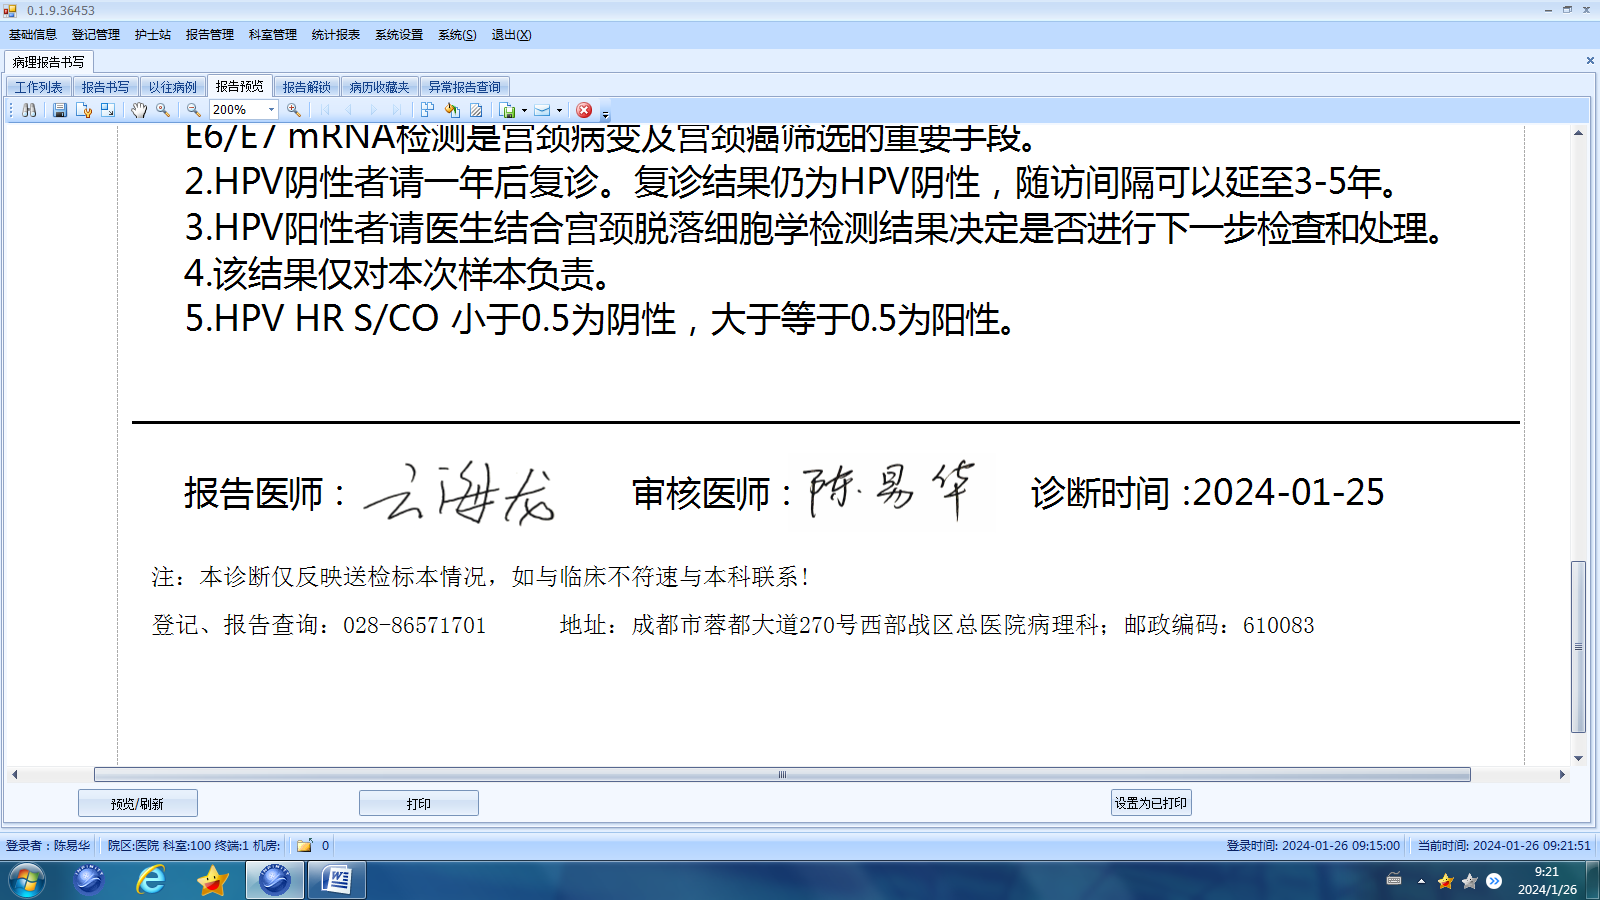 0.1.9.36453
基础信息 登记管理 护士站 报告管理 科室管理 统计报表 系统设置 系统(S) 退出(X)
病理报告书写
工作列表 报告书写 以往病例 报告预览 报告解锁 病历收藏夹 异常报告查询
200%
E6/E7 mRNA检测是宫颈病变及宫颈癌筛选的重要手段。
2.HPV阴性者请一年后复诊。复诊结果仍为HPV阴性，随访间隔可以延至3-5年。
3.HPV阳性者请医生结合宫颈脱落细胞学检测结果决定是否进行下一步检查和处理。
4.该结果仅对本次样本负责。
5.HPV HR S/CO 小于0.5为阴性，大于等于0.5为阳性。
报告医师：云海龙 审核医师：陈易华 诊断时间：2024-01-25
注：本诊断仅反映送检标本情况，如与临床不符速与本科联系！
登记、报告查询：028-86571701 地址：成都市蓉都大道270号西部战区总医院病理科；邮政编码：610083
预览/刷新 打印 设置为已打印
登录者：陈易华 院区:医院 科室:100 终端:1 机房: 0 登录时间: 2024-01-26 09:15:00 当前时间: 2024-01-26 09:21:51
9:21
2024/1/26